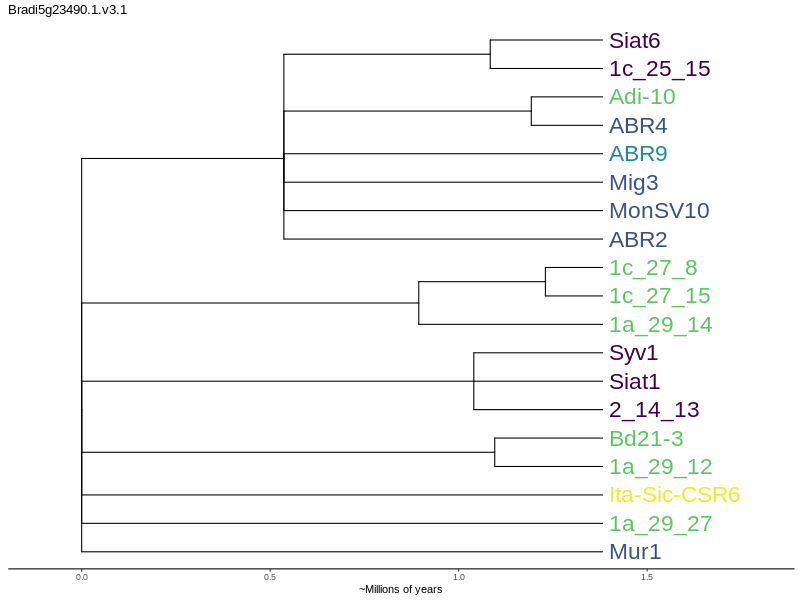 Bradi5g23490.1.v3.1
Siat6
1c_25_15
Adi-10
ABR4
ABR9
Mig3
MonSV10
ABR2
1c_27_8
1c_27_15
1a_29_14
Syv1
Siat1
2_14_13
Bd21-3
1a_29_12
Ita-Sic-CSR6
1a_29_27
Mur1
0.0 0.5 1.0 1.5
~Millions of years